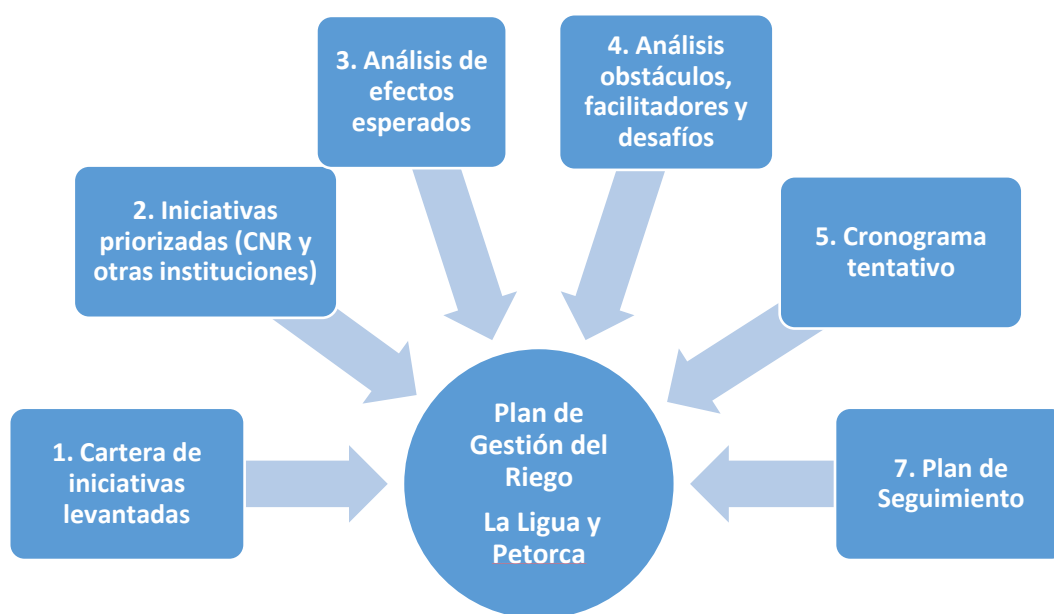 1. Cartera de
iniciativas
levantadas
2. Iniciativas
priorizadas (CNR y
otras instituciones)
3. Análisis de
efectos
esperados
4. Análisis
obstáculos,
facilitadores y
desafíos
5. Cronograma
tentativo
7. Plan de
Seguimiento
Plan de
Gestión del
Riego
La Ligua y
Petorca